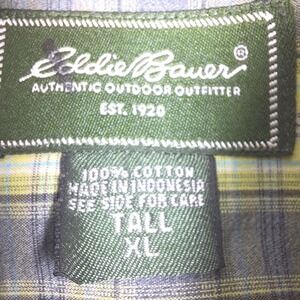 Eddie Bauer®
AUTHENTIC OUTDOOR OUTFITTER
EST. 1920
100% COTTON
MADE IN INDONESIA
SEE SIDE FOR CARE
TALL
XL